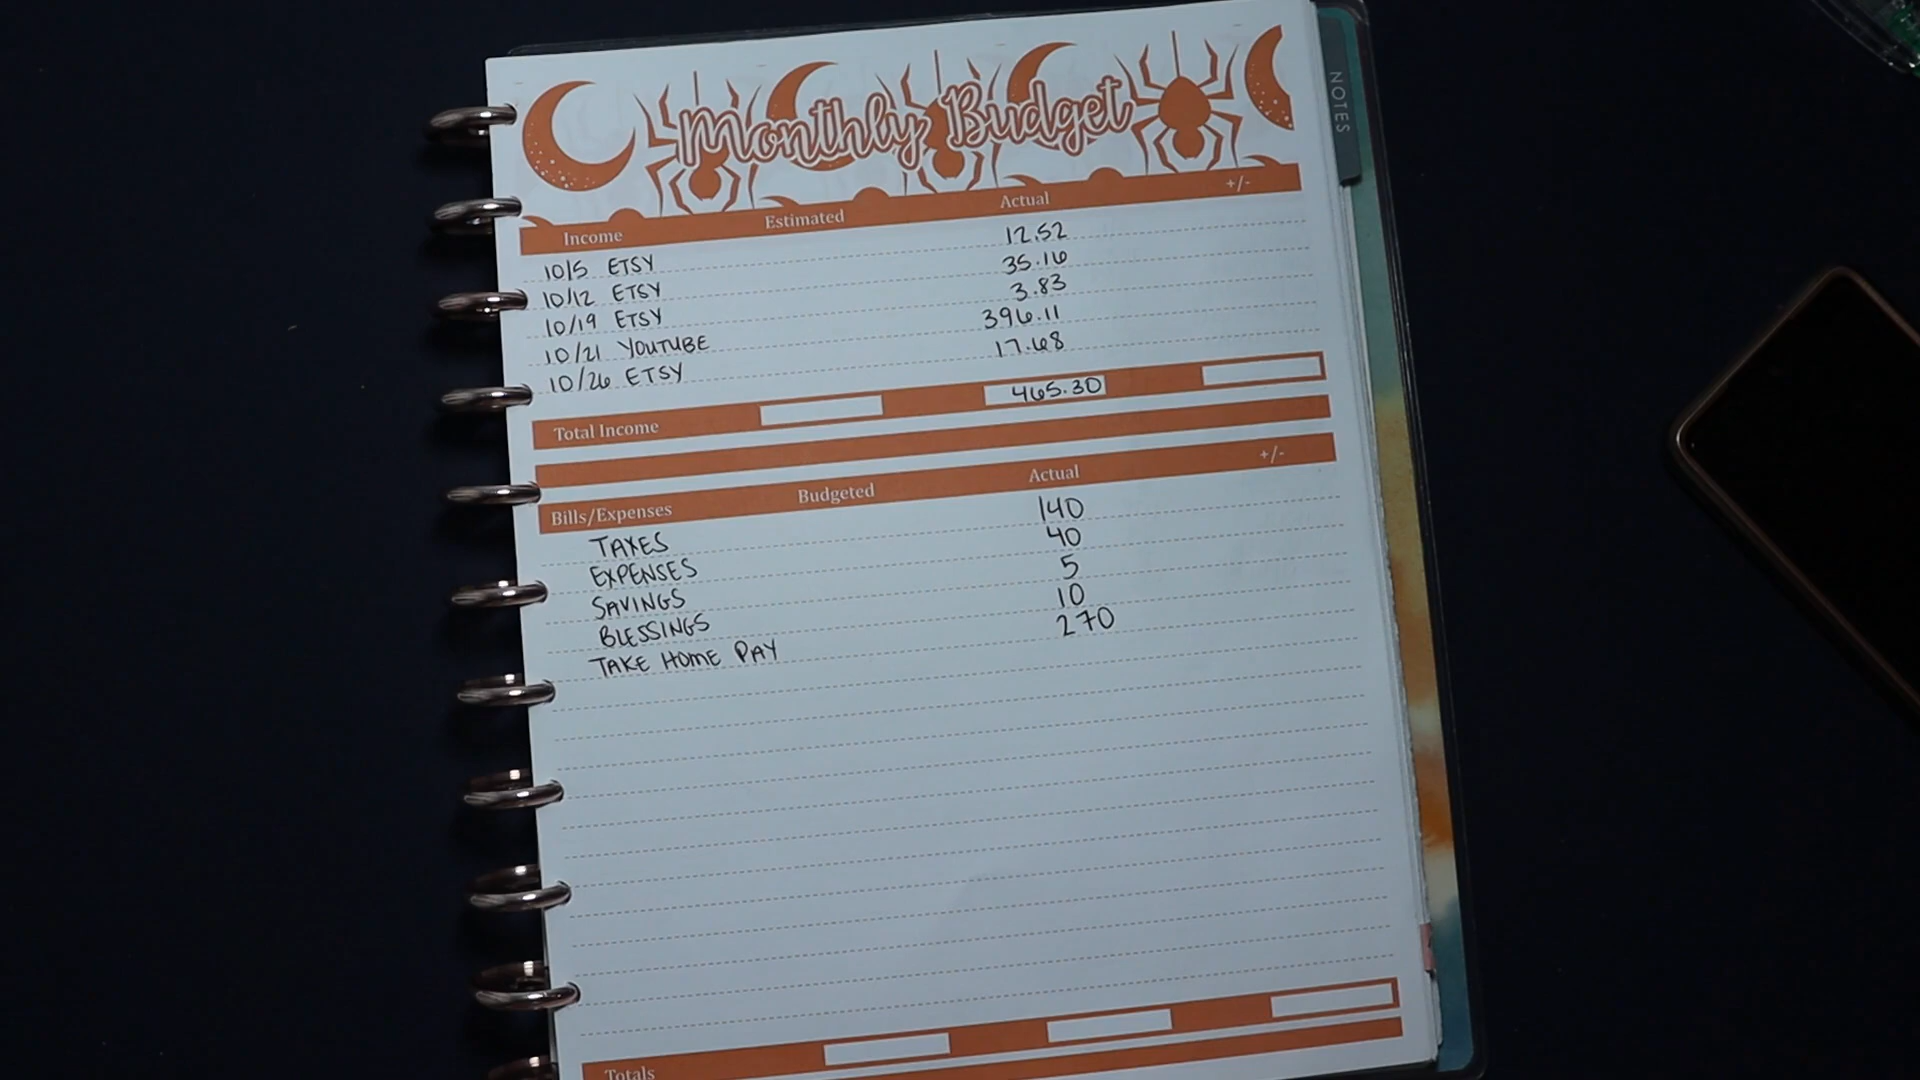 NOTES
Monthly Budget
Income Estimated Actual +/-
10/5 ETSY 12.52
10/12 ETSY 35.16
10/19 ETSY 3.83
10/21 YOUTUBE 396.11
10/26 ETSY 17.68
Total Income 465.30
Bills/Expenses Budgeted Actual +/-
TAXES 140
EXPENSES 40
SAVINGS 5
BLESSINGS 10
TAKE HOME PAY 270
Totals